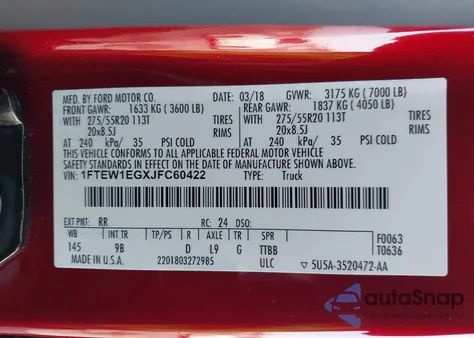 MFD. BY FORD MOTOR CO. 03/18 GVWR: 3175 KG ( 7000 LB)
FRONT GAWR: 1633 KG ( 3600 LB) REAR GAWR: 1837 KG ( 4050 LB)
WITH WITH
275/55R20 113T TIRES 275/55R20 113T TIRES
20x8.5J RIMS 20x8.5J RIMS
AT 240 kPa/ 35 PSI COLD AT 240 kPa/ 35 PSI COLD
THIS VEHICLE CONFORMS TO ALL APPLICABLE FEDERAL MOTOR VEHICLE
SAFETY STANDARDS IN EFFECT ON THE DATE OF MANUFACTURE SHOWN ABOVE.
VIN: 1FTEW1EGXJFC60422 TYPE: Truck
EXT PNT: RR RC: 24 DSO:
WB INT TR TP/PS R AXLE TR SPR F0063
145 9B D L9 G TTBB T0636
MADE IN U.S.A. 2201803272985 ULC 5U5A-3520472-AA
autoSnap